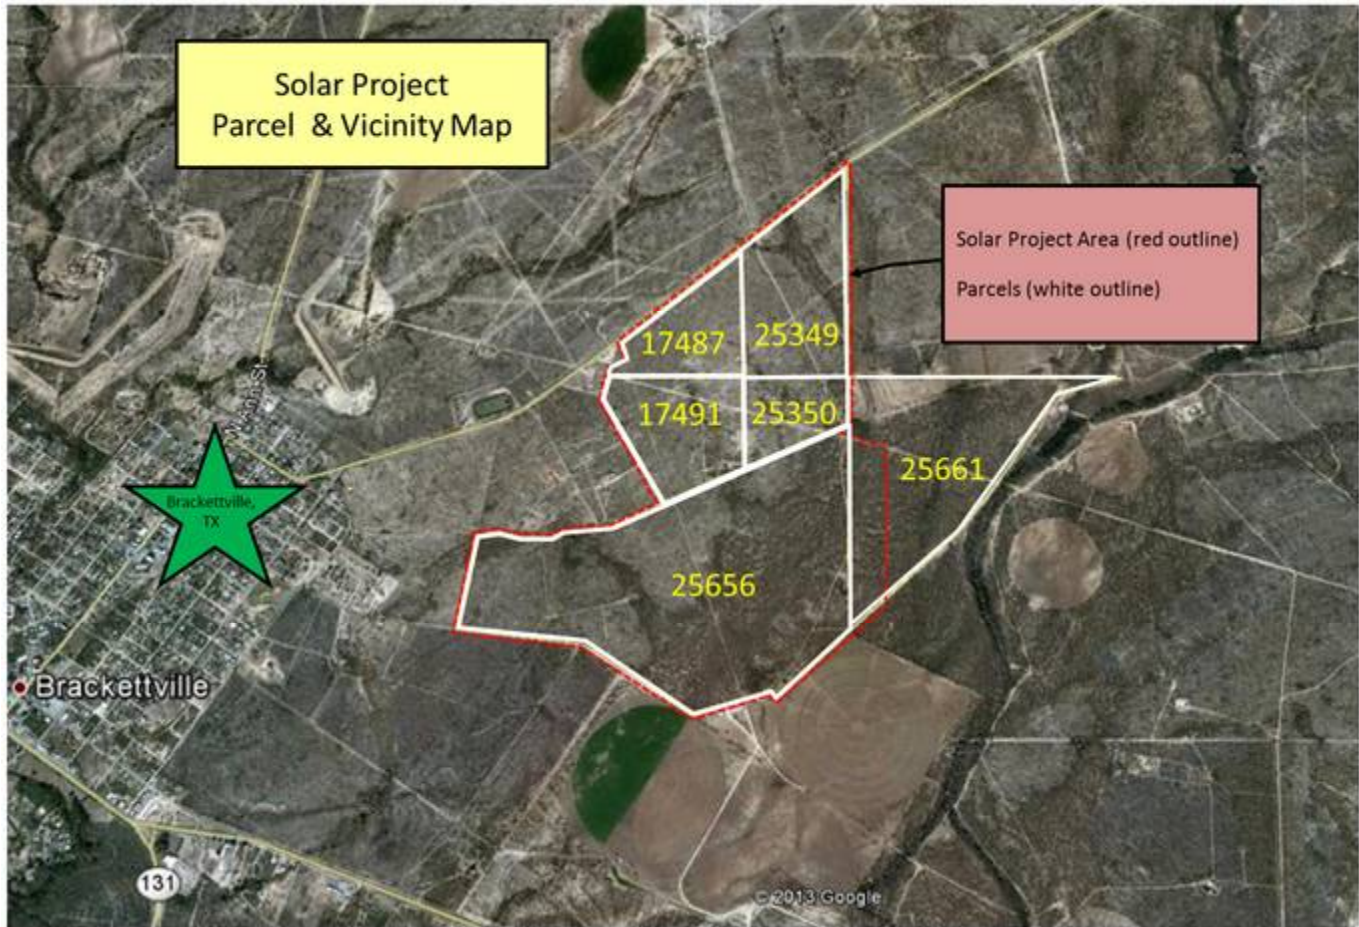 Solar Project
Parcel & Vicinity Map
Solar Project Area (red outline)
Parcels (white outline)
17487
25349
17491
25350
25661
25656
Brackettville,
TX
Brackettville
131
© 2013 Google